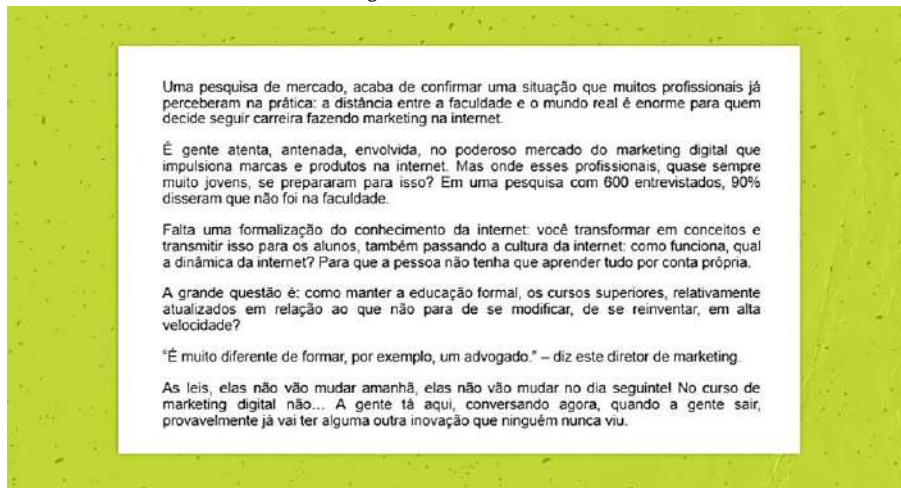 Uma pesquisa de mercado, acaba de confirmar uma situação que muitos profissionais já
perceberam na prática: a distância entre a faculdade e o mundo real é enorme para quem
decide seguir carreira fazendo marketing na internet.
É gente atenta, antenada, envolvida, no poderoso mercado do marketing digital que
impulsiona marcas e produtos na internet. Mas onde esses profissionais, quase sempre
muito jovens, se prepararam para isso? Em uma pesquisa com 600 entrevistados, 90%
disseram que não foi na faculdade.
Falta uma formalização do conhecimento da internet: você transformar em conceitos e
transmitir isso para os alunos, também passando a cultura da internet: como funciona, qual
a dinâmica da internet? Para que a pessoa não tenha que aprender tudo por conta própria.
A grande questão é: como manter a educação formal, os cursos superiores, relativamente
atualizados em relação ao que não para de se modificar, de se reinventar, em alta
velocidade?
“É muito diferente de formar, por exemplo, um advogado.” – diz este diretor de marketing.
As leis, elas não vão mudar amanhã, elas não vão mudar no dia seguinte! No curso de
marketing digital não... A gente tá aqui, conversando agora, quando a gente sair,
provavelmente já vai ter alguma outra inovação que ninguém nunca viu.